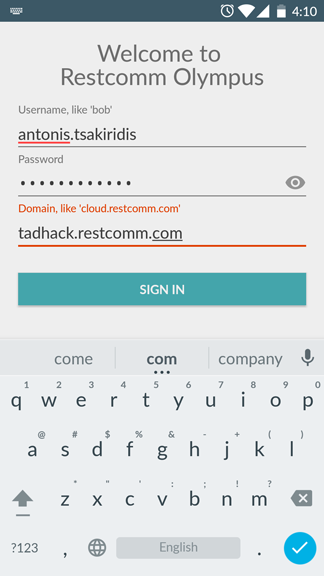 4:10
Welcome to
Restcomm Olympus
Username, like 'bob'
antonis.tsakiridis
Password
••••••••••••
Domain, like 'cloud.restcomm.com'
tadhack.restcomm.com
SIGN IN
come com company
1 2 3 4 5 6 7 8 9 0
q w e r t y u i o p
@ # $ % & - + ( )
a s d f g h j k l
* " ' : ; ! ?
z x c v b n m
?123 , English .